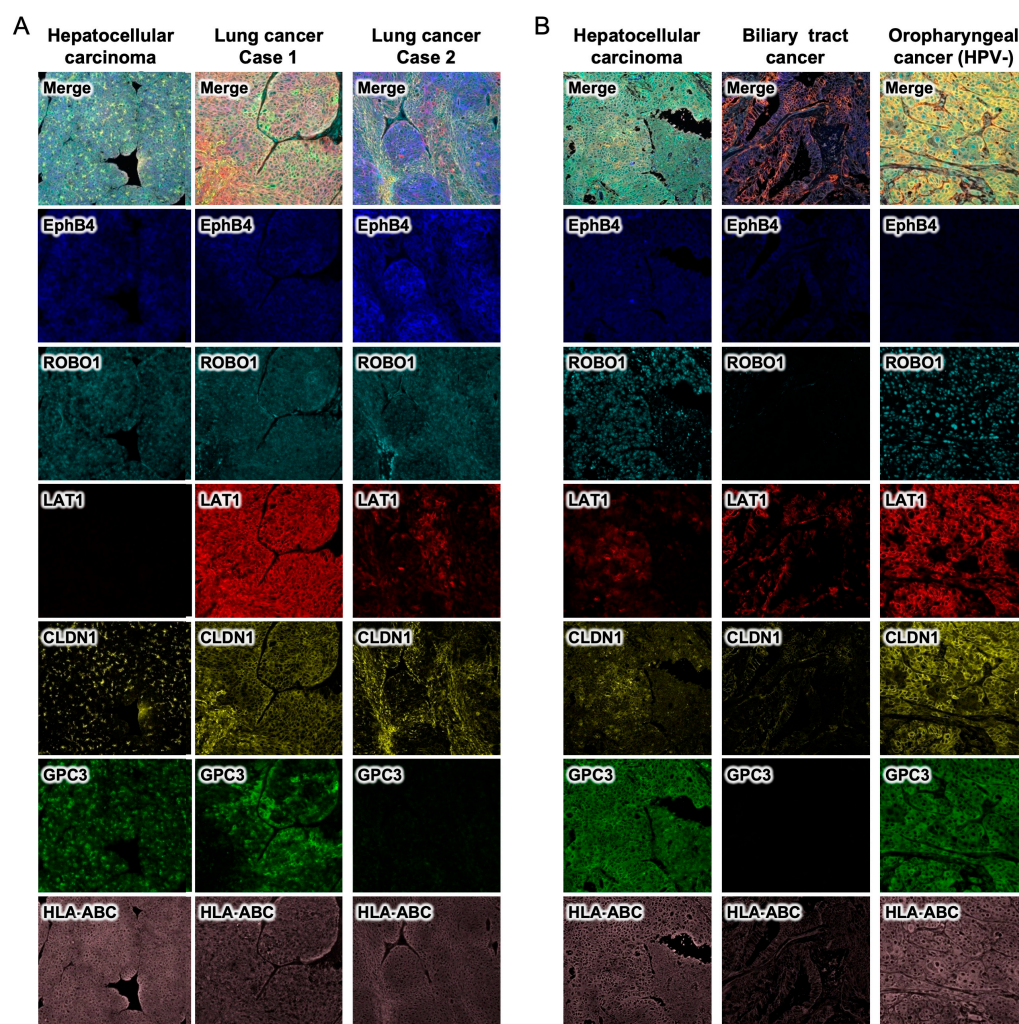 A
B
Hepatocellular carcinoma
Lung cancer Case 1
Lung cancer Case 2
Hepatocellular carcinoma
Biliary tract cancer
Oropharyngeal cancer (HPV-)
Merge
Merge
Merge
Merge
Merge
Merge
EphB4
EphB4
EphB4
EphB4
EphB4
EphB4
ROBO1
ROBO1
ROBO1
ROBO1
ROBO1
ROBO1
LAT1
LAT1
LAT1
LAT1
LAT1
LAT1
CLDN1
CLDN1
CLDN1
CLDN1
CLDN1
CLDN1
GPC3
GPC3
GPC3
GPC3
GPC3
GPC3
HLA-ABC
HLA-ABC
HLA-ABC
HLA-ABC
HLA-ABC
HLA-ABC